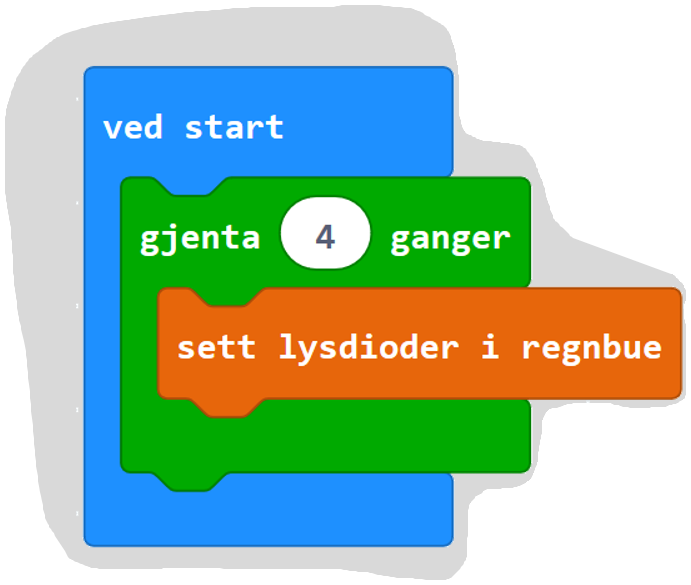 ved start
gjenta 4 ganger
sett lysdioder i regnbue